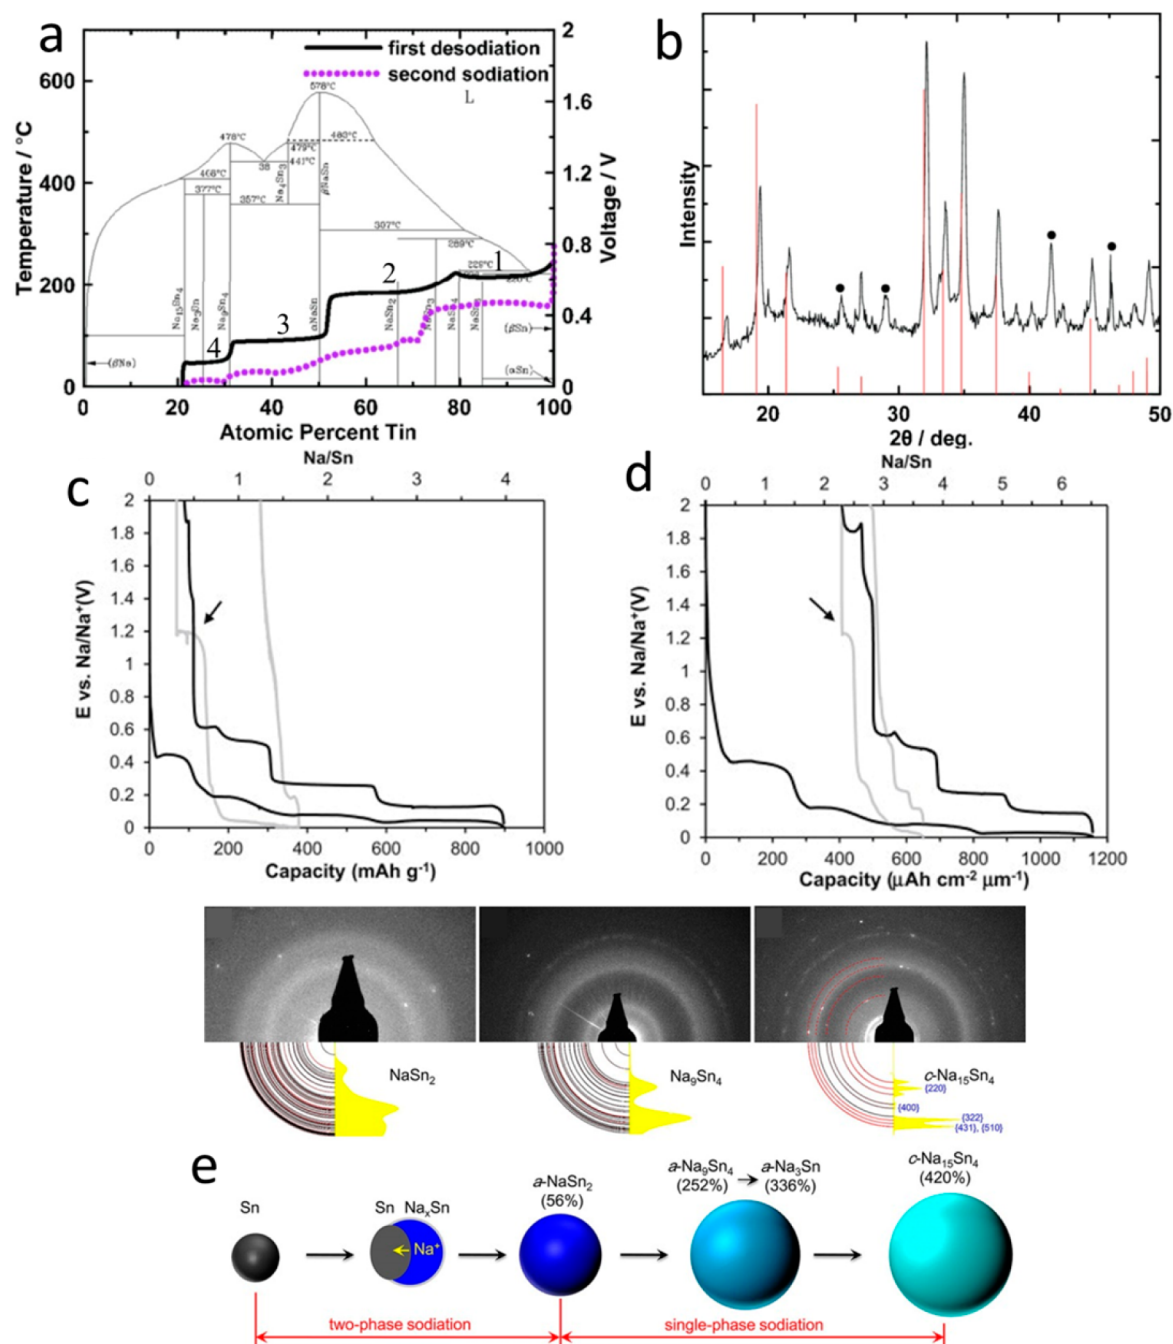 a
first desodiation
second sodiation
Temperature / °C
Voltage / V
600
400
200
0
2
1.6
1.2
0.8
0.4
0
578°C
L
478°C
483°C
479°C
441°C
38
468°C
377°C
357°C
307°C
289°C
Na₄Sn₃
βNaSn
αNaSn
Na₁₅Sn₄
Na₃Sn
Na₉Sn₄
NaSn₂
(βNa)
(βSn)
(αSn)
1
2
3
4
0 20 40 60 80 100
Atomic Percent Tin
b
Intensity
20 30 40 50
2θ / deg.
c
Na/Sn
0 1 2 3 4
E vs. Na/Na⁺(V)
2
1.8
1.6
1.4
1.2
1
0.8
0.6
0.4
0.2
0
0 200 400 600 800 1000
Capacity (mAh g⁻¹)
d
Na/Sn
0 1 2 3 4 5 6
E vs. Na/Na⁺(V)
2
1.8
1.6
1.4
1.2
1
0.8
0.6
0.4
0.2
0
0 200 400 600 800 1000 1200
Capacity (µAh cm⁻² µm⁻¹)
NaSn₂
Na₉Sn₄
c-Na₁₅Sn₄
{220}
{400}
{322}
{431}, {510}
e
Sn
Sn NaₓSn
Na⁺
a-NaSn₂
(56%)
a-Na₉Sn₄ → a-Na₃Sn
(252%) (336%)
c-Na₁₅Sn₄
(420%)
two-phase sodiation
single-phase sodiation